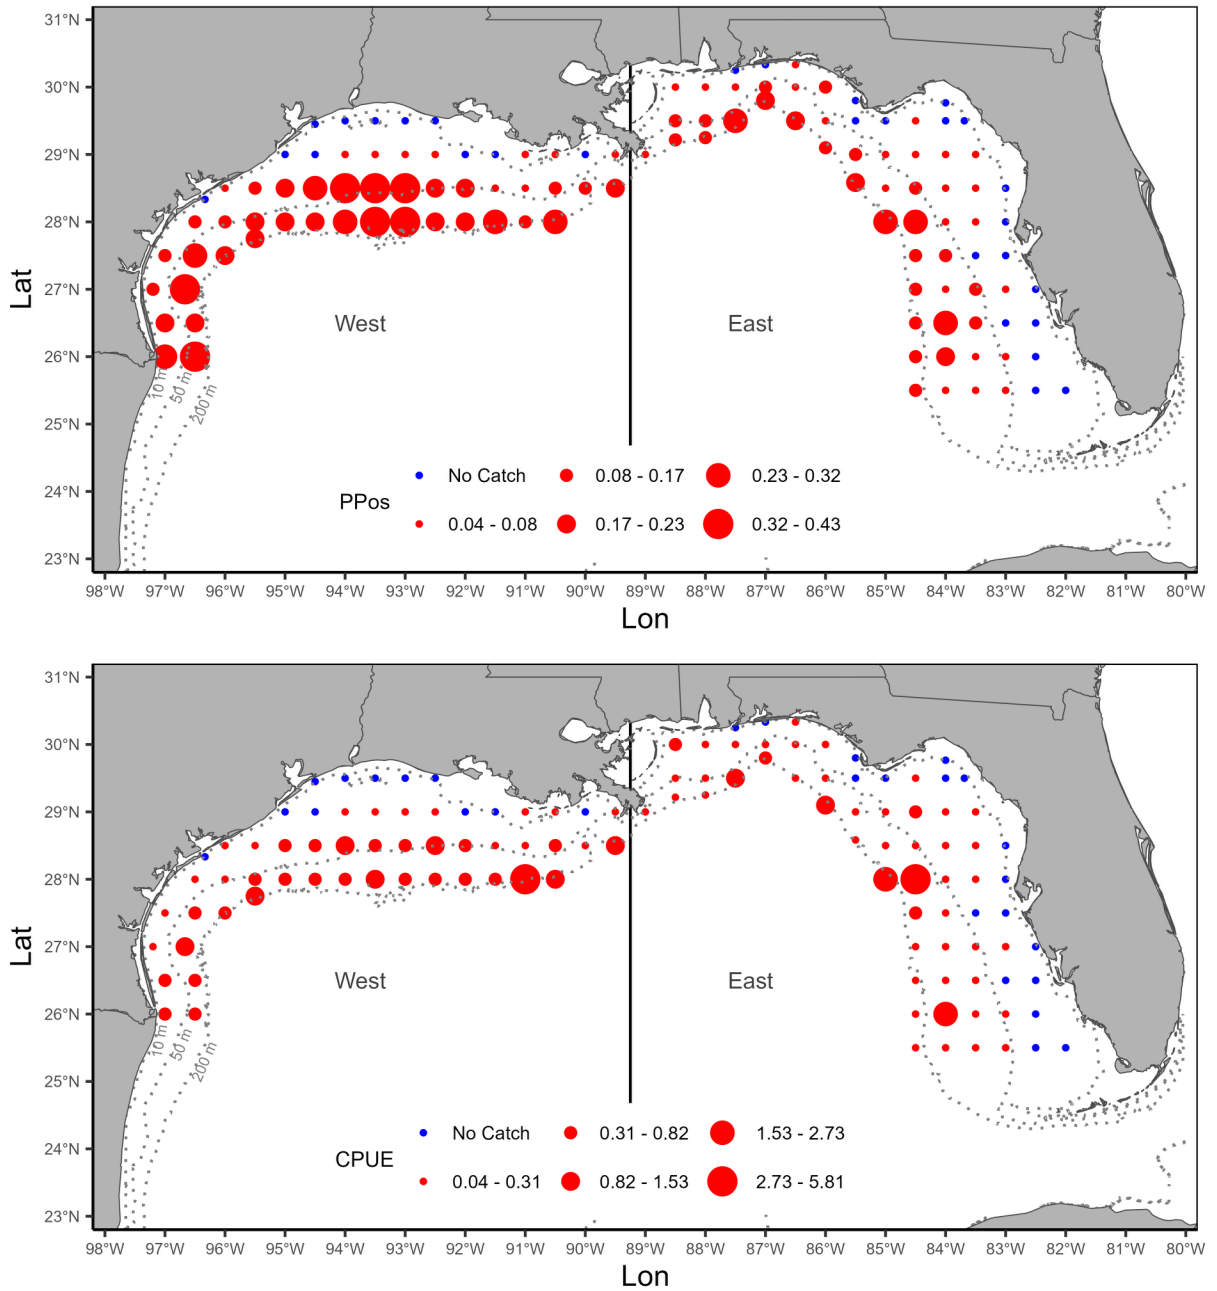 31°N
30°N
29°N
28°N
27°N
26°N
25°N
24°N
23°N
Lat
West
East
10 m
50 m
200 m
PPos
No Catch
0.08 - 0.17
0.23 - 0.32
0.04 - 0.08
0.17 - 0.23
0.32 - 0.43
98°W 97°W 96°W 95°W 94°W 93°W 92°W 91°W 90°W 89°W 88°W 87°W 86°W 85°W 84°W 83°W 82°W 81°W 80°W
Lon
31°N
30°N
29°N
28°N
27°N
26°N
25°N
24°N
23°N
Lat
West
East
10 m
50 m
200 m
CPUE
No Catch
0.31 - 0.82
1.53 - 2.73
0.04 - 0.31
0.82 - 1.53
2.73 - 5.81
98°W 97°W 96°W 95°W 94°W 93°W 92°W 91°W 90°W 89°W 88°W 87°W 86°W 85°W 84°W 83°W 82°W 81°W 80°W
Lon